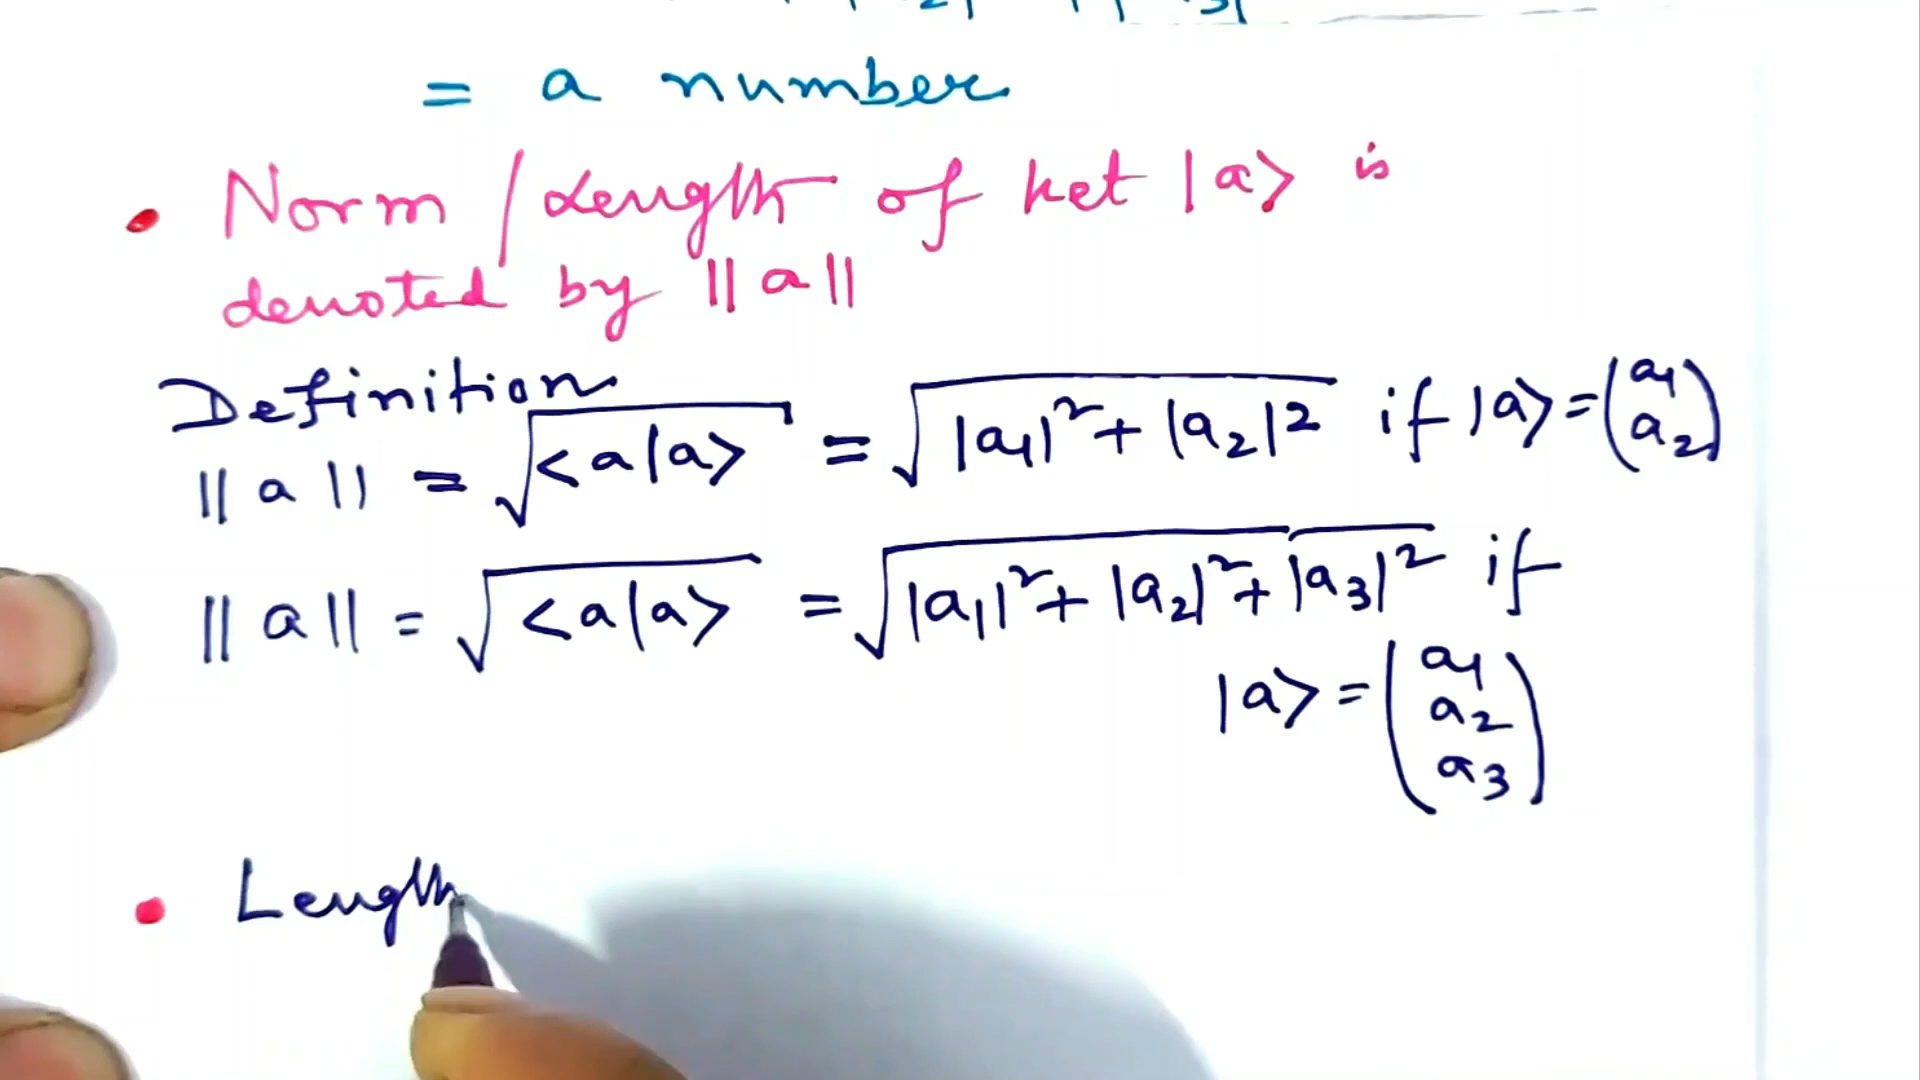 = a number
• Norm / Length of ket |a> is
denoted by ||a||
Definition
||a|| = √<a|a> = √|a₁|² + |a₂|² if |a> = (a₁ a₂)
||a|| = √<a|a> = √|a₁|² + |a₂|² + |a₃|² if
|a> = (a₁ a₂ a₃)
• Length